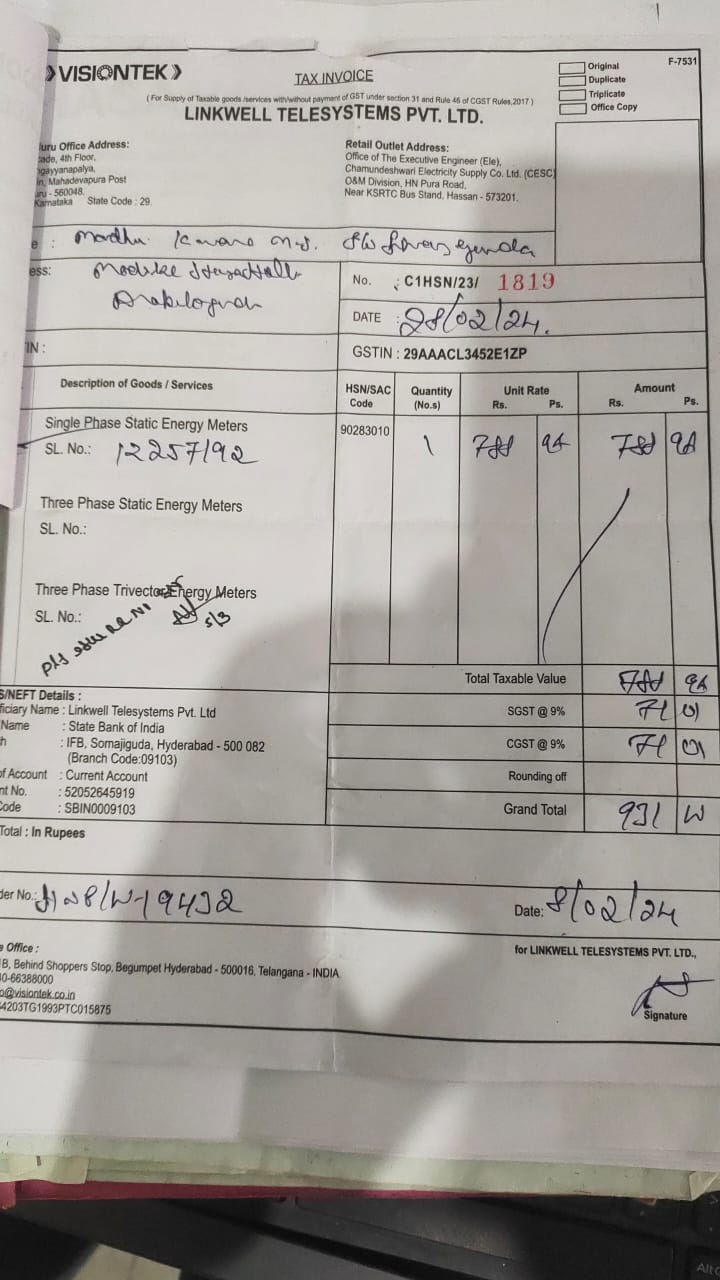 VISIONTEK
TAX INVOICE
Original
Duplicate
Triplicate
Office Copy
F-7531
( For Supply of Taxable goods /services with/without payment of GST under section 31 and Rule 46 of CGST Rules,2017 )
LINKWELL TELESYSTEMS PVT. LTD.
uru Office Address:
ade, 4th Floor,
gayyanapalya,
n, Mahadevapura Post
uru - 560048.
Karnataka State Code : 29.
Retail Outlet Address:
Office of The Executive Engineer (Ele),
Chamundeshwari Electricity Supply Co. Ltd. (CESC)
O&M Division, HN Pura Road,
Near KSRTC Bus Stand, Hassan - 573201.
e :
ess:
No. : C1HSN/23/ 1819
DATE : 28/02/24.
IN :
GSTIN : 29AAACL3452E1ZP
Description of Goods / Services
HSN/SAC Code
Quantity (No.s)
Unit Rate
Rs. Ps.
Amount
Rs. Ps.
Single Phase Static Energy Meters
90283010 1
SL. No.: 12257192
Three Phase Static Energy Meters
SL. No.:
Three Phase Trivector Energy Meters
SL. No.:
5/3
Total Taxable Value
SGST @ 9% 71
CGST @ 9% 71
Rounding off
Grand Total 931
S/NEFT Details :
ficiary Name : Linkwell Telesystems Pvt. Ltd
Name : State Bank of India
h : IFB, Somajiguda, Hyderabad - 500 082
(Branch Code:09103)
of Account : Current Account
nt No. : 52052645919
Code : SBIN0009103
Total : In Rupees
der No.:
Date: 8/02/24
e Office :
B, Behind Shoppers Stop, Begumpet Hyderabad - 500016, Telangana - INDIA
0-66388000
o@visiontek.co.in
4203TG1993PTC015875
for LINKWELL TELESYSTEMS PVT. LTD.,
Signature
Alt